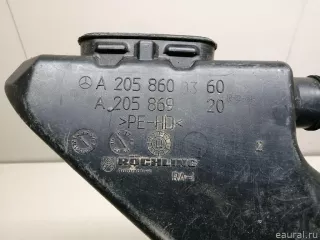 A 205 860 03 60
A 205 869 20
>PE-HD<
RÖCHLING
eaural.ru